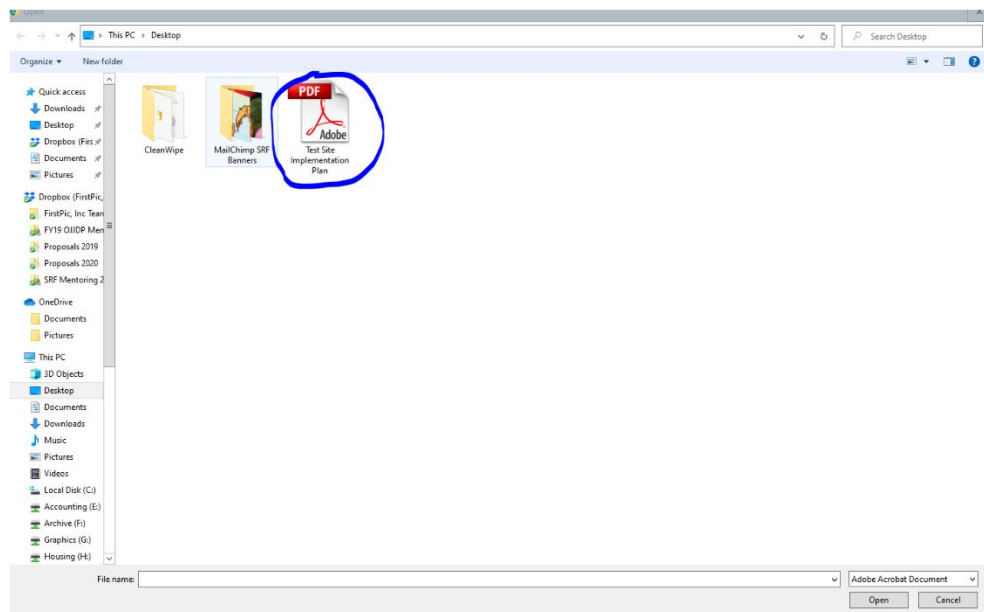 Open
This PC > Desktop
Search Desktop
Organize
New folder
Quick access
Downloads
Desktop
Dropbox (Firs
Documents
Pictures
Dropbox (FirstPic,
FirstPic, Inc Tean
FY19 OJJDP Men
Proposals 2019
Proposals 2020
SRF Mentoring 2
OneDrive
Documents
Pictures
This PC
3D Objects
Desktop
Documents
Downloads
Music
Pictures
Videos
Local Disk (C:)
Accounting (E:)
Archive (F:)
Graphics (G:)
Housing (H:)
CleanWipe
MailChimp SRF
Banners
PDF
Adobe
Test Site
Implementation
Plan
File name:
Adobe Acrobat Document
Open
Cancel